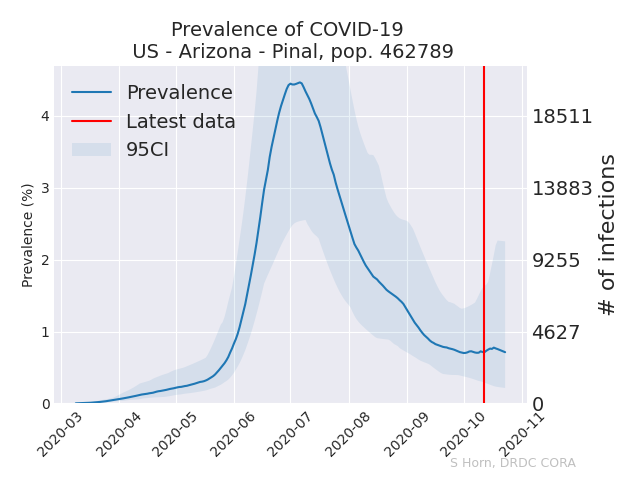 Prevalence of COVID-19
US - Arizona - Pinal, pop. 462789
Prevalence
Latest data
95CI
Prevalence (%)
4
3
2
1
0
18511
13883
9255
4627
0
# of infections
2020-03
2020-04
2020-05
2020-06
2020-07
2020-08
2020-09
2020-10
2020-11
S Horn, DRDC CORA